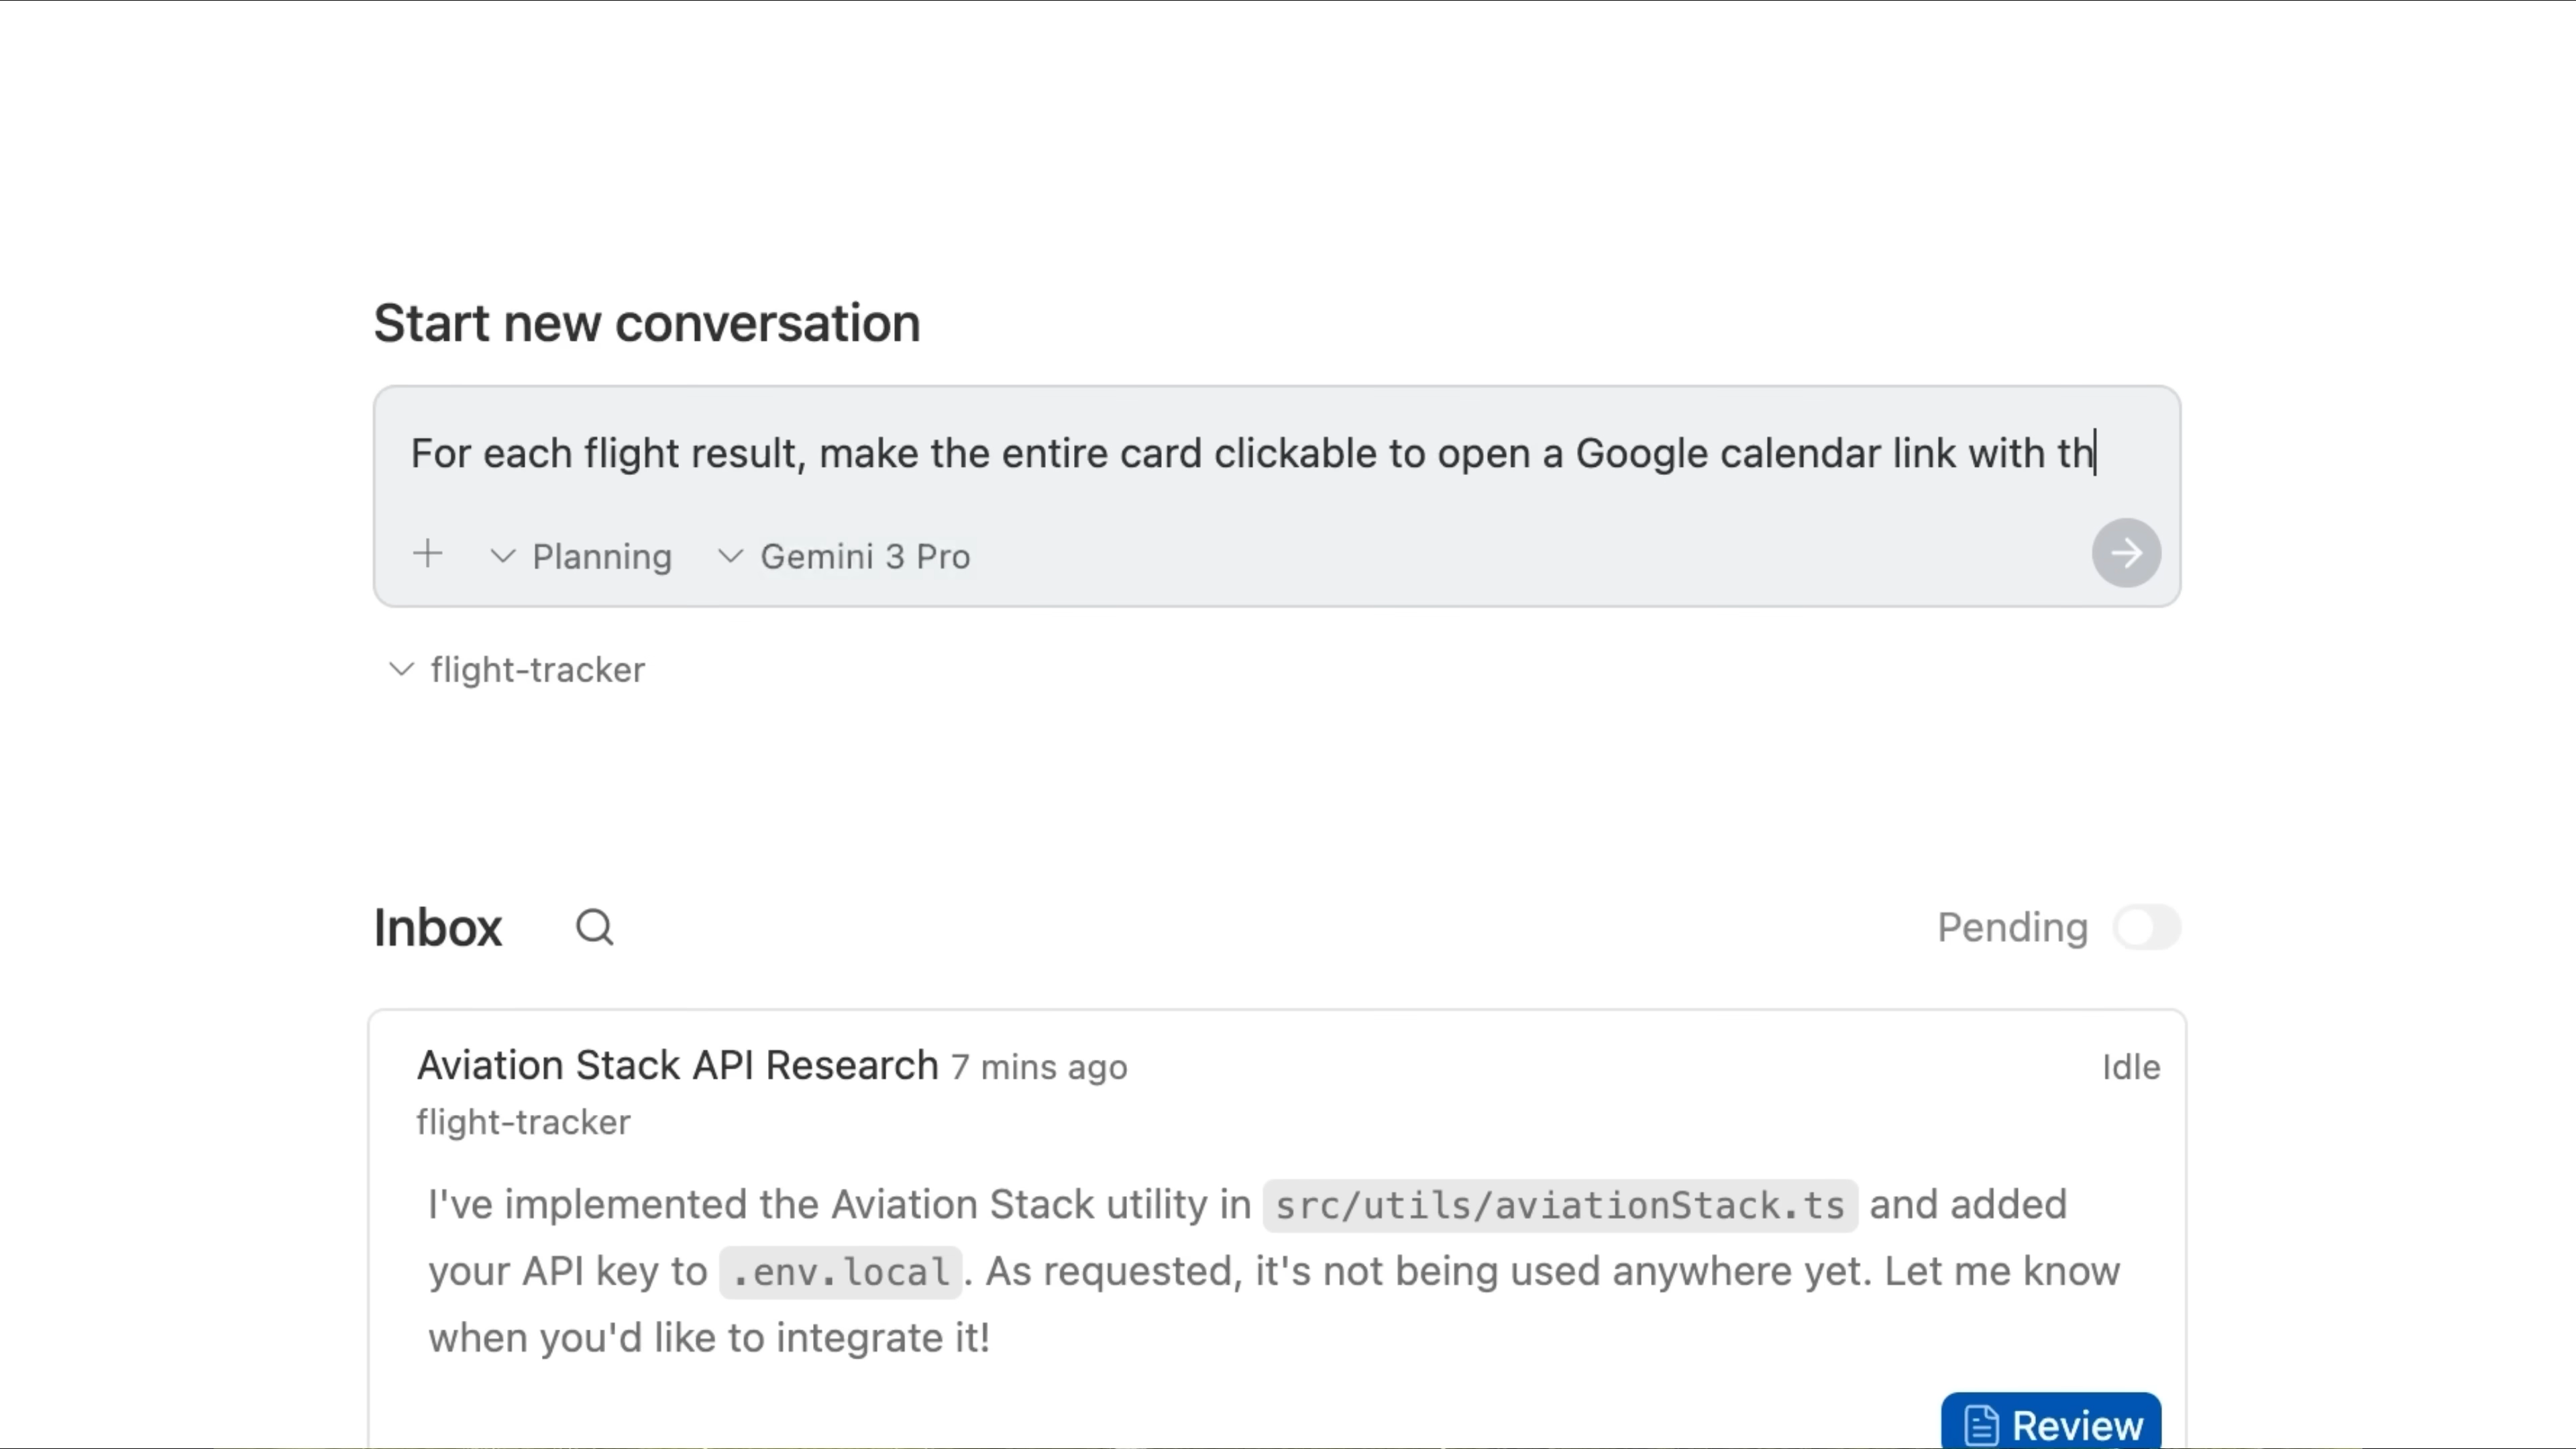 Start new conversation
For each flight result, make the entire card clickable to open a Google calendar link with th
Planning Gemini 3 Pro
flight-tracker
Inbox Pending
Aviation Stack API Research 7 mins ago Idle
flight-tracker
I've implemented the Aviation Stack utility in src/utils/aviationStack.ts and added
your API key to .env.local. As requested, it's not being used anywhere yet. Let me know
when you'd like to integrate it!
Review